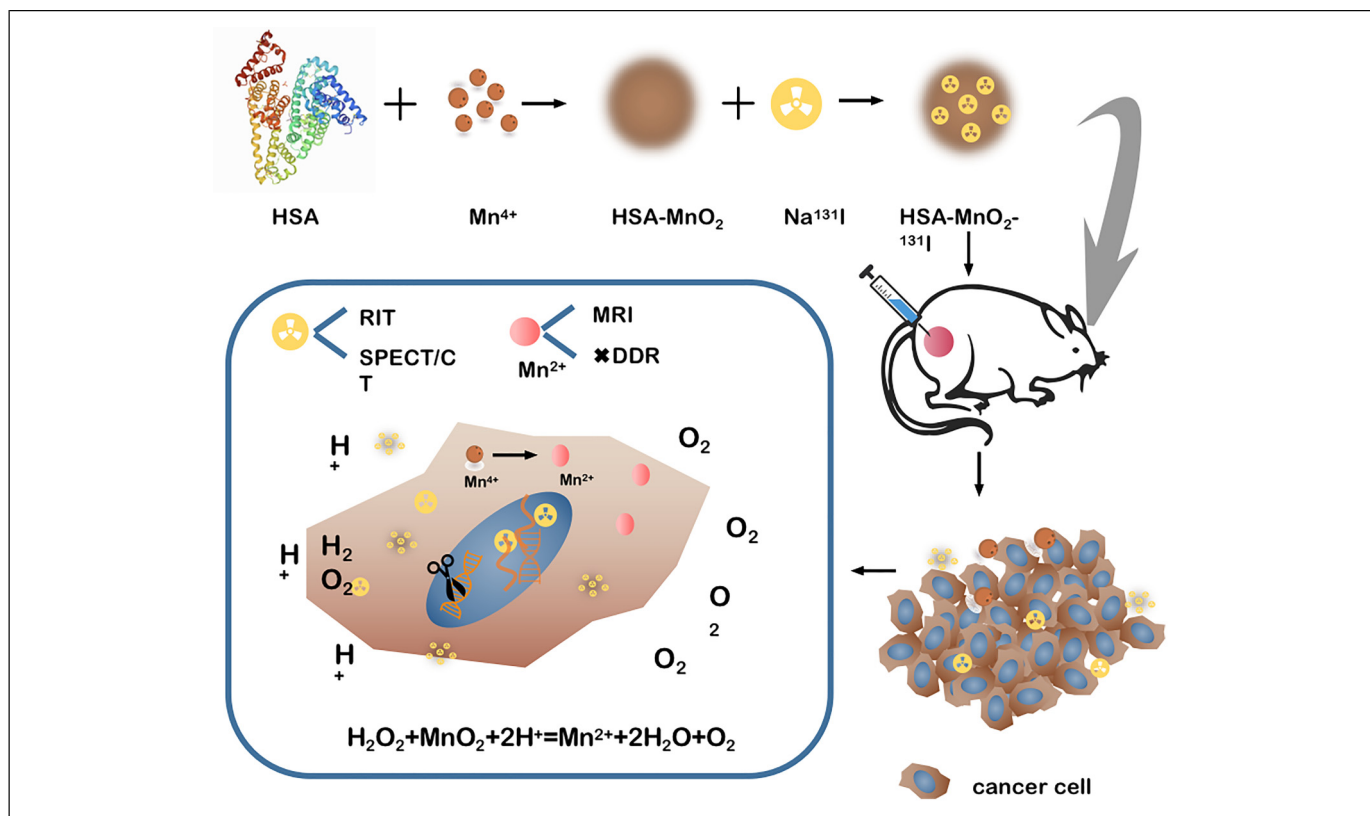 HSA
Mn⁴⁺
HSA-MnO₂
Na¹³¹I
HSA-MnO₂-
¹³¹I
RIT
SPECT/C
T
Mn²⁺
MRI
✖DDR
H
+
Mn⁴⁺
Mn²⁺
O₂
H
+
H₂
O₂
O₂
O
2
H
+
O₂
H₂O₂+MnO₂+2H⁺=Mn²⁺+2H₂O+O₂
cancer cell